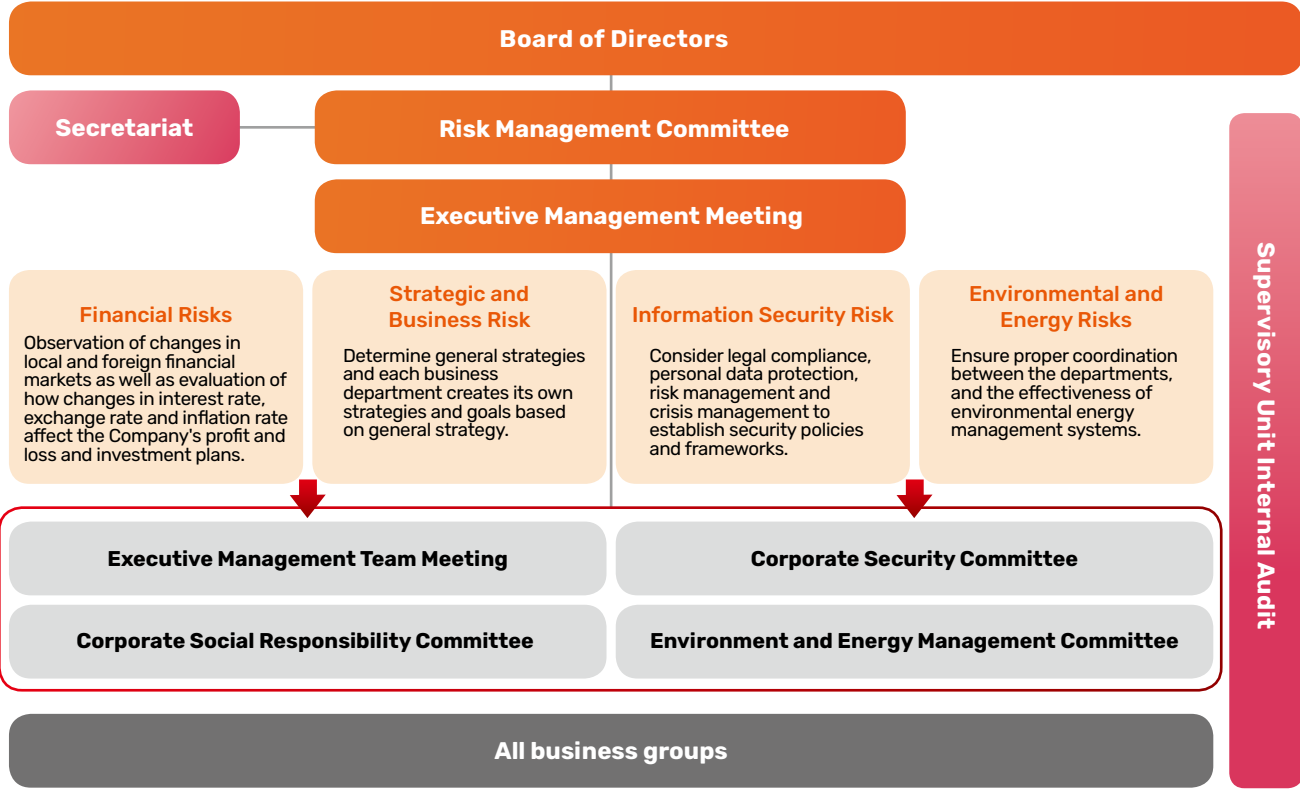 Board of Directors
Secretariat
Risk Management Committee
Executive Management Meeting
Financial Risks
Observation of changes in
local and foreign financial
markets as well as evaluation of
how changes in interest rate,
exchange rate and inflation rate
affect the Company's profit and
loss and investment plans.
Strategic and
Business Risk
Determine general strategies
and each business
department creates its own
strategies and goals based
on general strategy.
Information Security Risk
Consider legal compliance,
personal data protection,
risk management and
crisis management to
establish security policies
and frameworks.
Environmental and
Energy Risks
Ensure proper coordination
between the departments,
and the effectiveness of
environmental energy
management systems.
Executive Management Team Meeting
Corporate Security Committee
Corporate Social Responsibility Committee
Environment and Energy Management Committee
All business groups
Supervisory Unit Internal Audit